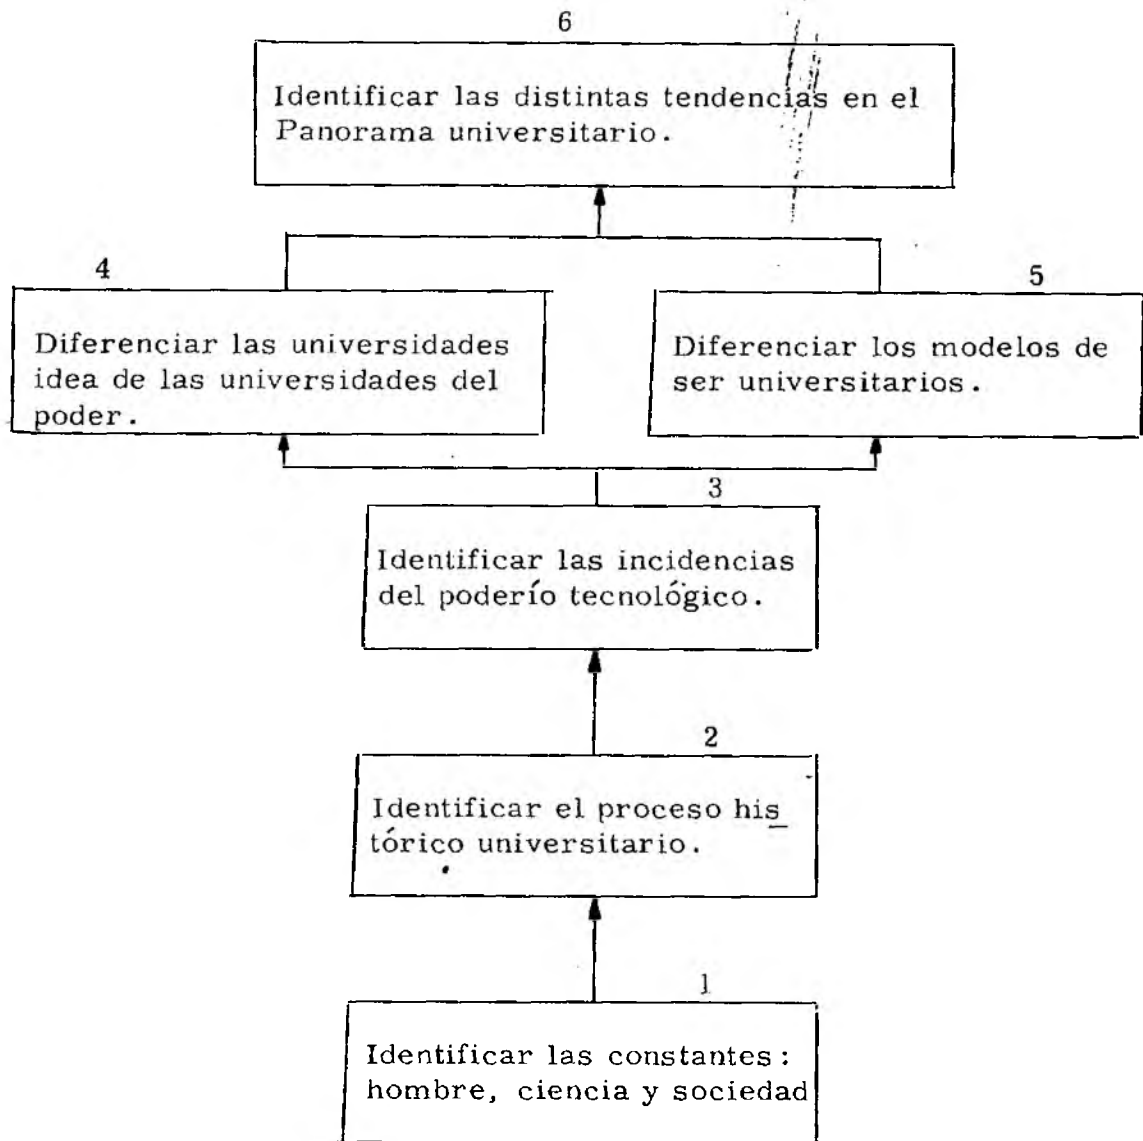 6
Identificar las distintas tendencias en el
Panorama universitario.
4
5
Diferenciar las universidades
idea de las universidades del
poder.
Diferenciar los modelos de
ser universitarios.
3
Identificar las incidencias
del poderío tecnológico.
2
Identificar el proceso his
tórico universitario.
1
Identificar las constantes:
hombre, ciencia y sociedad